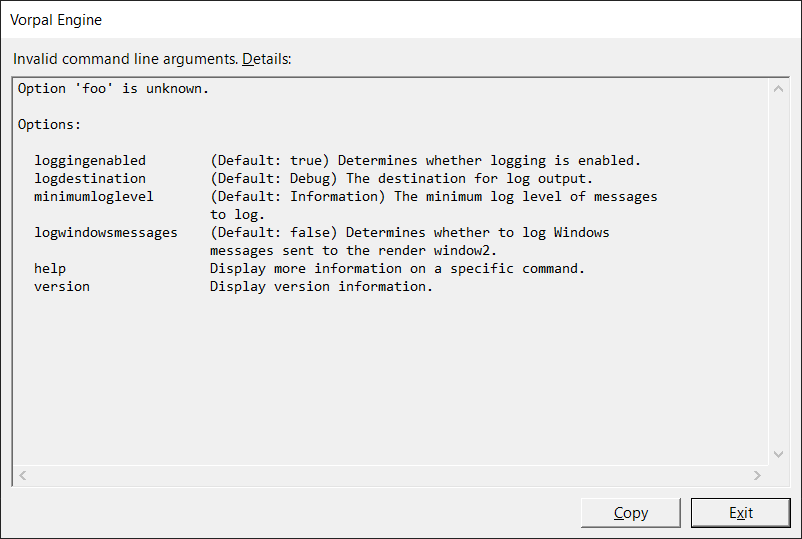 Vorpal Engine
Invalid command line arguments. Details:
Option 'foo' is unknown.
Options:
loggingenabled (Default: true) Determines whether logging is enabled.
logdestination (Default: Debug) The destination for log output.
minimumloglevel (Default: Information) The minimum log level of messages
to log.
logwindowsmessages (Default: false) Determines whether to log Windows
messages sent to the render window2.
help Display more information on a specific command.
version Display version information.
Copy
Exit